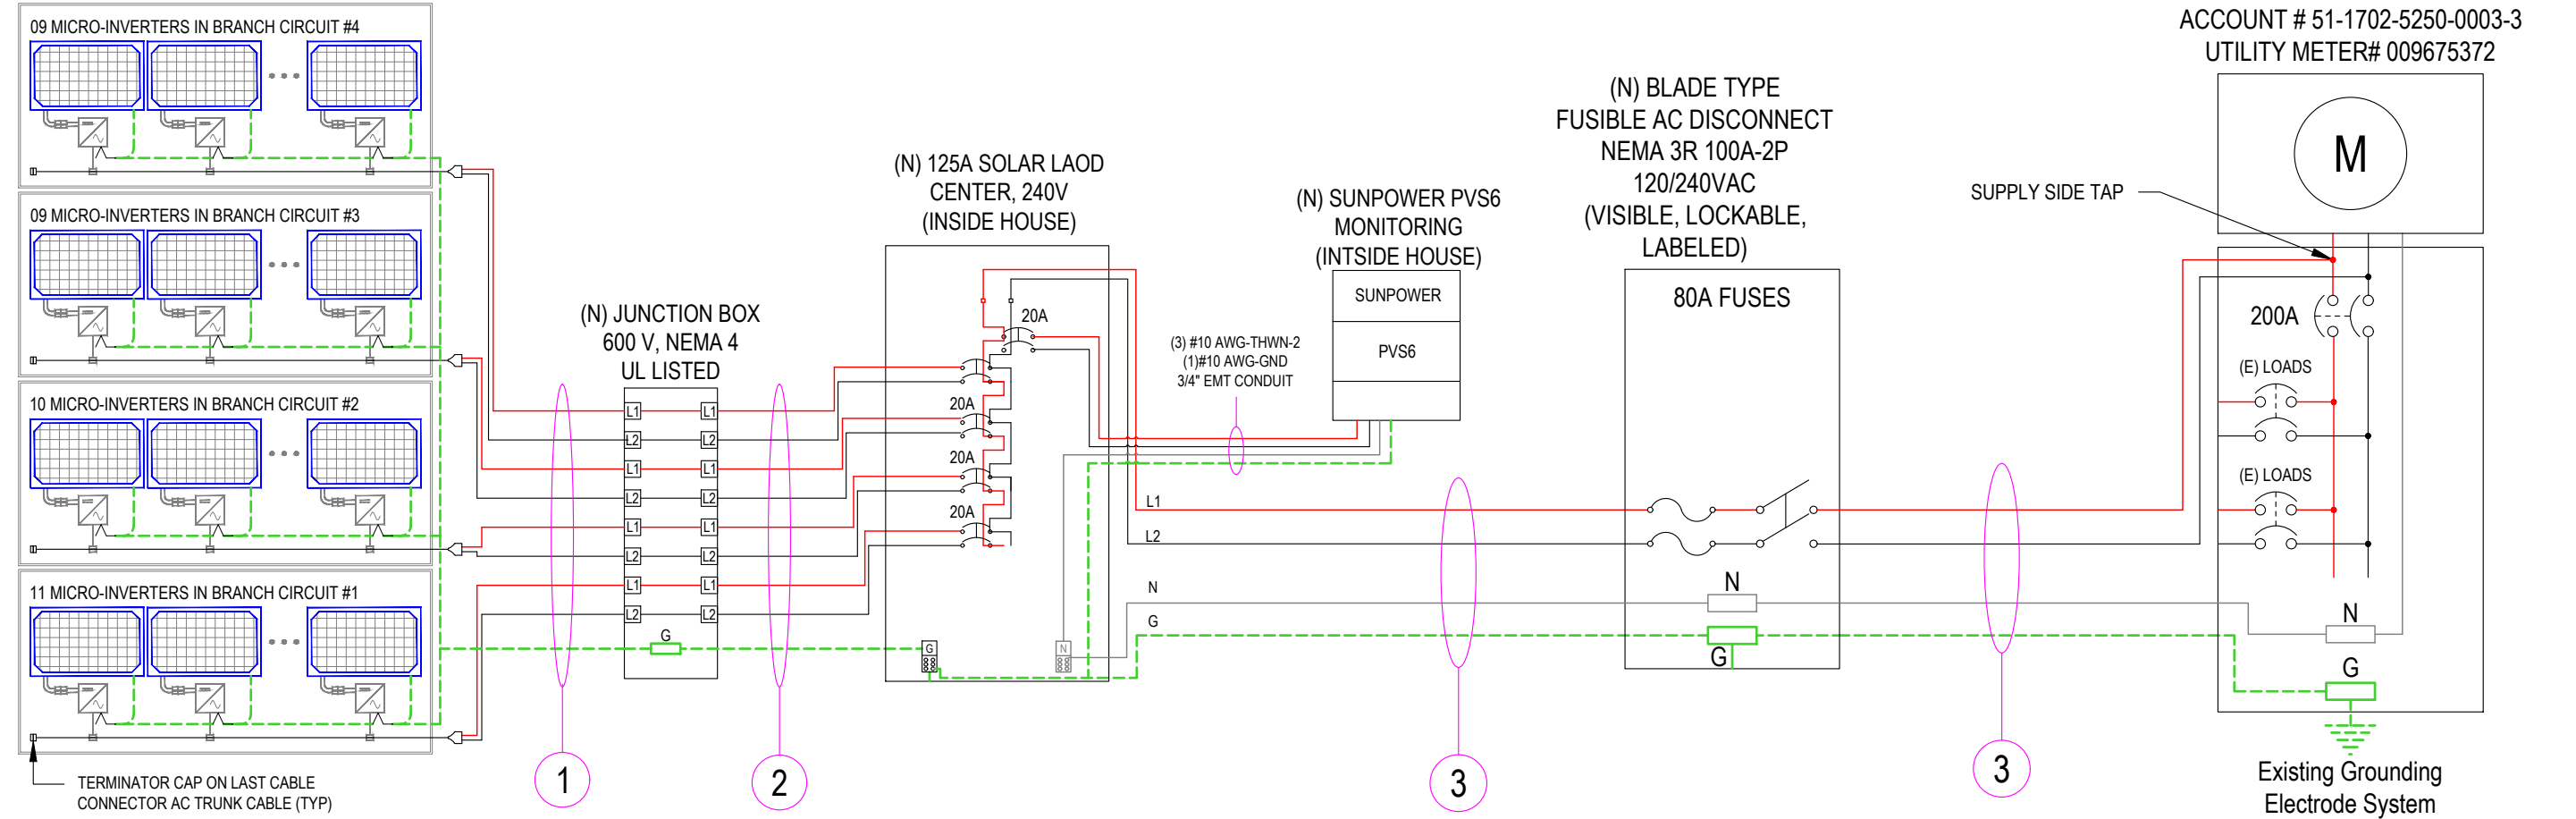 09 MICRO-INVERTERS IN BRANCH CIRCUIT #4
09 MICRO-INVERTERS IN BRANCH CIRCUIT #3
10 MICRO-INVERTERS IN BRANCH CIRCUIT #2
11 MICRO-INVERTERS IN BRANCH CIRCUIT #1
TERMINATOR CAP ON LAST CABLE
CONNECTOR AC TRUNK CABLE (TYP)
1
(N) JUNCTION BOX
600 V, NEMA 4
UL LISTED
L1 L1
L2 L2
L1 L1
L2 L2
L1 L1
L2 L2
L1 L1
L2 L2
G
2
(N) 125A SOLAR LAOD
CENTER, 240V
(INSIDE HOUSE)
20A
20A
20A
20A
G
N
(3) #10 AWG-THWN-2
(1)#10 AWG-GND
3/4" EMT CONDUIT
(N) SUNPOWER PVS6
MONITORING
(INTSIDE HOUSE)
SUNPOWER
PVS6
L1
L2
N
G
3
(N) BLADE TYPE
FUSIBLE AC DISCONNECT
NEMA 3R 100A-2P
120/240VAC
(VISIBLE, LOCKABLE,
LABELED)
80A FUSES
N
G
3
SUPPLY SIDE TAP
ACCOUNT # 51-1702-5250-0003-3
UTILITY METER# 009675372
M
200A
(E) LOADS
(E) LOADS
N
G
Existing Grounding
Electrode System